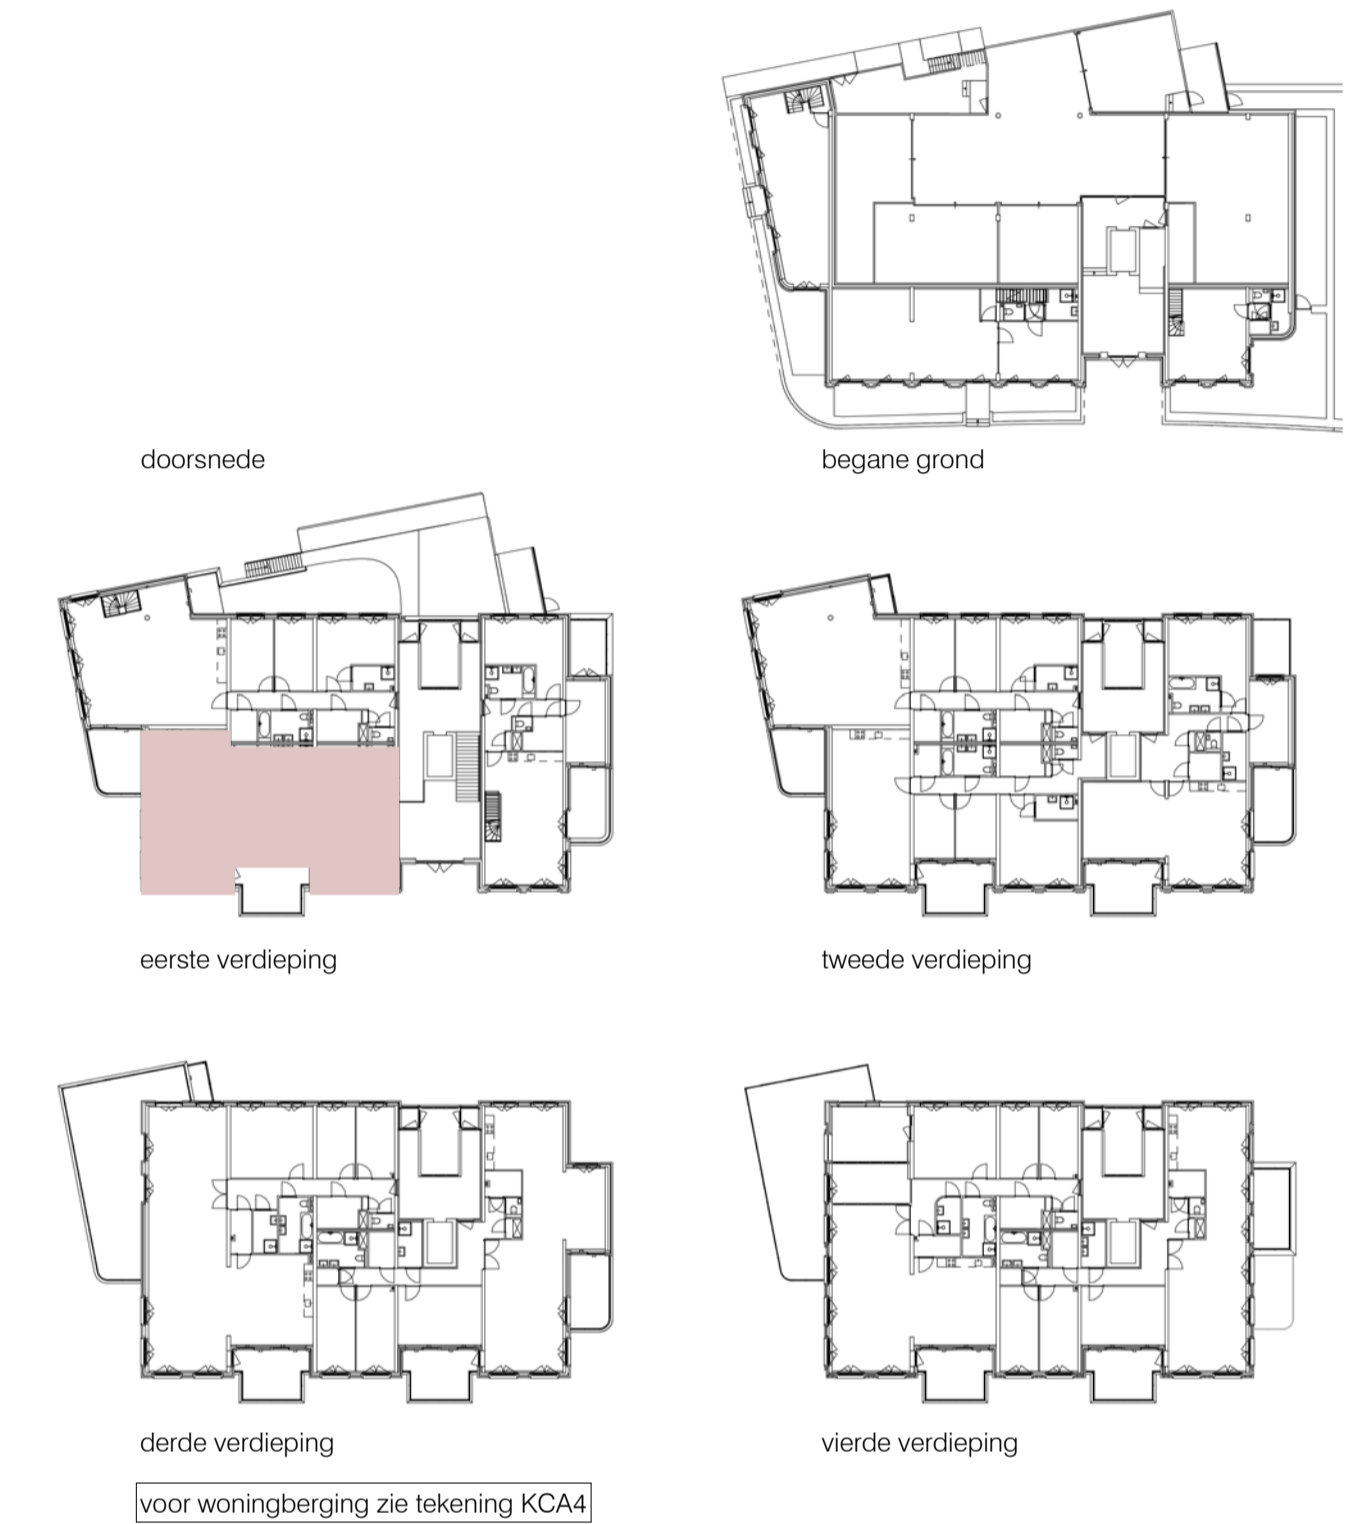 doorsnede
begane grond
eerste verdieping
tweede verdieping
derde verdieping
vierde verdieping
voor woningberging zie tekening KCA4